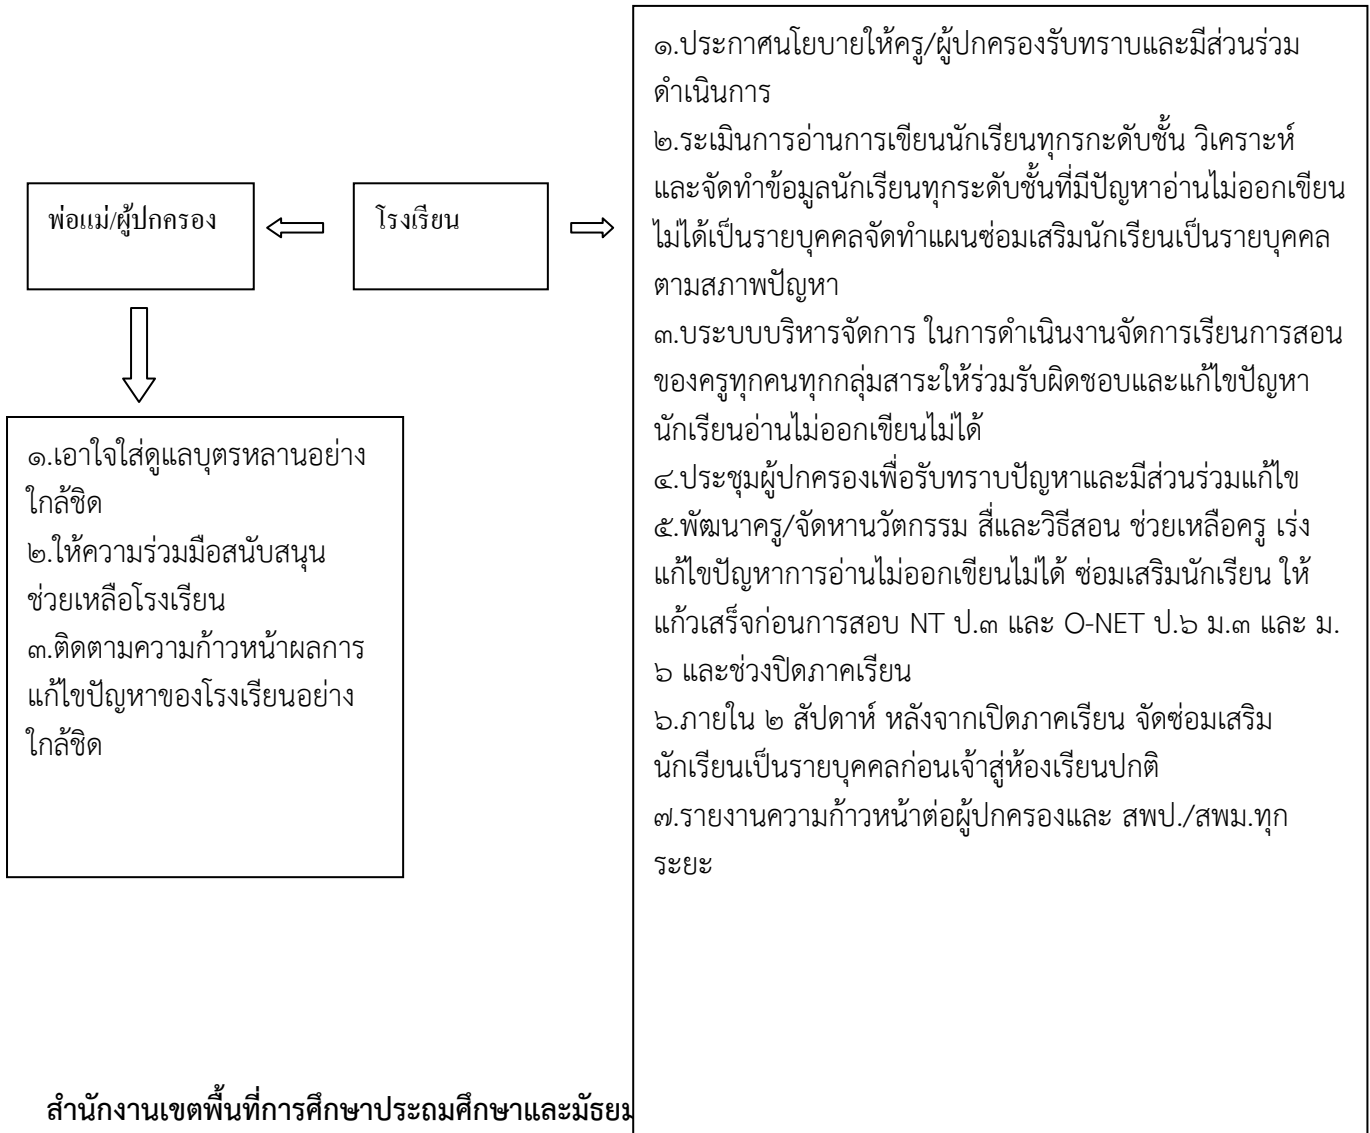 พ่อแม่/ผู้ปกครอง
โรงเรียน
๑.ประกาศนโยบายให้ครู/ผู้ปกครองรับทราบและมีส่วนร่วม
ดำเนินการ
๒.ระเมินการอ่านการเขียนนักเรียนทุกรกะดับชั้น วิเคราะห์
และจัดทำข้อมูลนักเรียนทุกระดับชั้นที่มีปัญหาอ่านไม่ออกเขียน
ไม่ได้เป็นรายบุคคลจัดทำแผนซ่อมเสริมนักเรียนเป็นรายบุคคล
ตามสภาพปัญหา
๓.บระบบบริหารจัดการ ในการดำเนินงานจัดการเรียนการสอน
ของครูทุกคนทุกกลุ่มสาระให้ร่วมรับผิดชอบและแก้ไขปัญหา
นักเรียนอ่านไม่ออกเขียนไม่ได้
๔.ประชุมผู้ปกครองเพื่อรับทราบปัญหาและมีส่วนร่วมแก้ไข
๕.พัฒนาครู/จัดหานวัตกรรม สื่และวิธีสอน ช่วยเหลือครู เร่ง
แก้ไขปัญหาการอ่านไม่ออกเขียนไม่ได้ ซ่อมเสริมนักเรียน ให้
แก้วเสร็จก่อนการสอบ NT ป.๓ และ O-NET ป.๖ ม.๓ และ ม.
๖ และช่วงปิดภาคเรียน
๖.ภายใน ๒ สัปดาห์ หลังจากเปิดภาคเรียน จัดซ่อมเสริม
นักเรียนเป็นรายบุคคลก่อนเจ้าสู่ห้องเรียนปกติ
๗.รายงานความก้าวหน้าต่อผู้ปกครองและ สพป./สพม.ทุก
ระยะ
๑.เอาใจใส่ดูแลบุตรหลานอย่าง
ใกล้ชิด
๒.ให้ความร่วมมือสนับสนุน
ช่วยเหลือโรงเรียน
๓.ติดตามความก้าวหน้าผลการ
แก้ไขปัญหาของโรงเรียนอย่าง
ใกล้ชิด
สำนักงานเขตพื้นที่การศึกษาประถมศึกษาและมัธยม